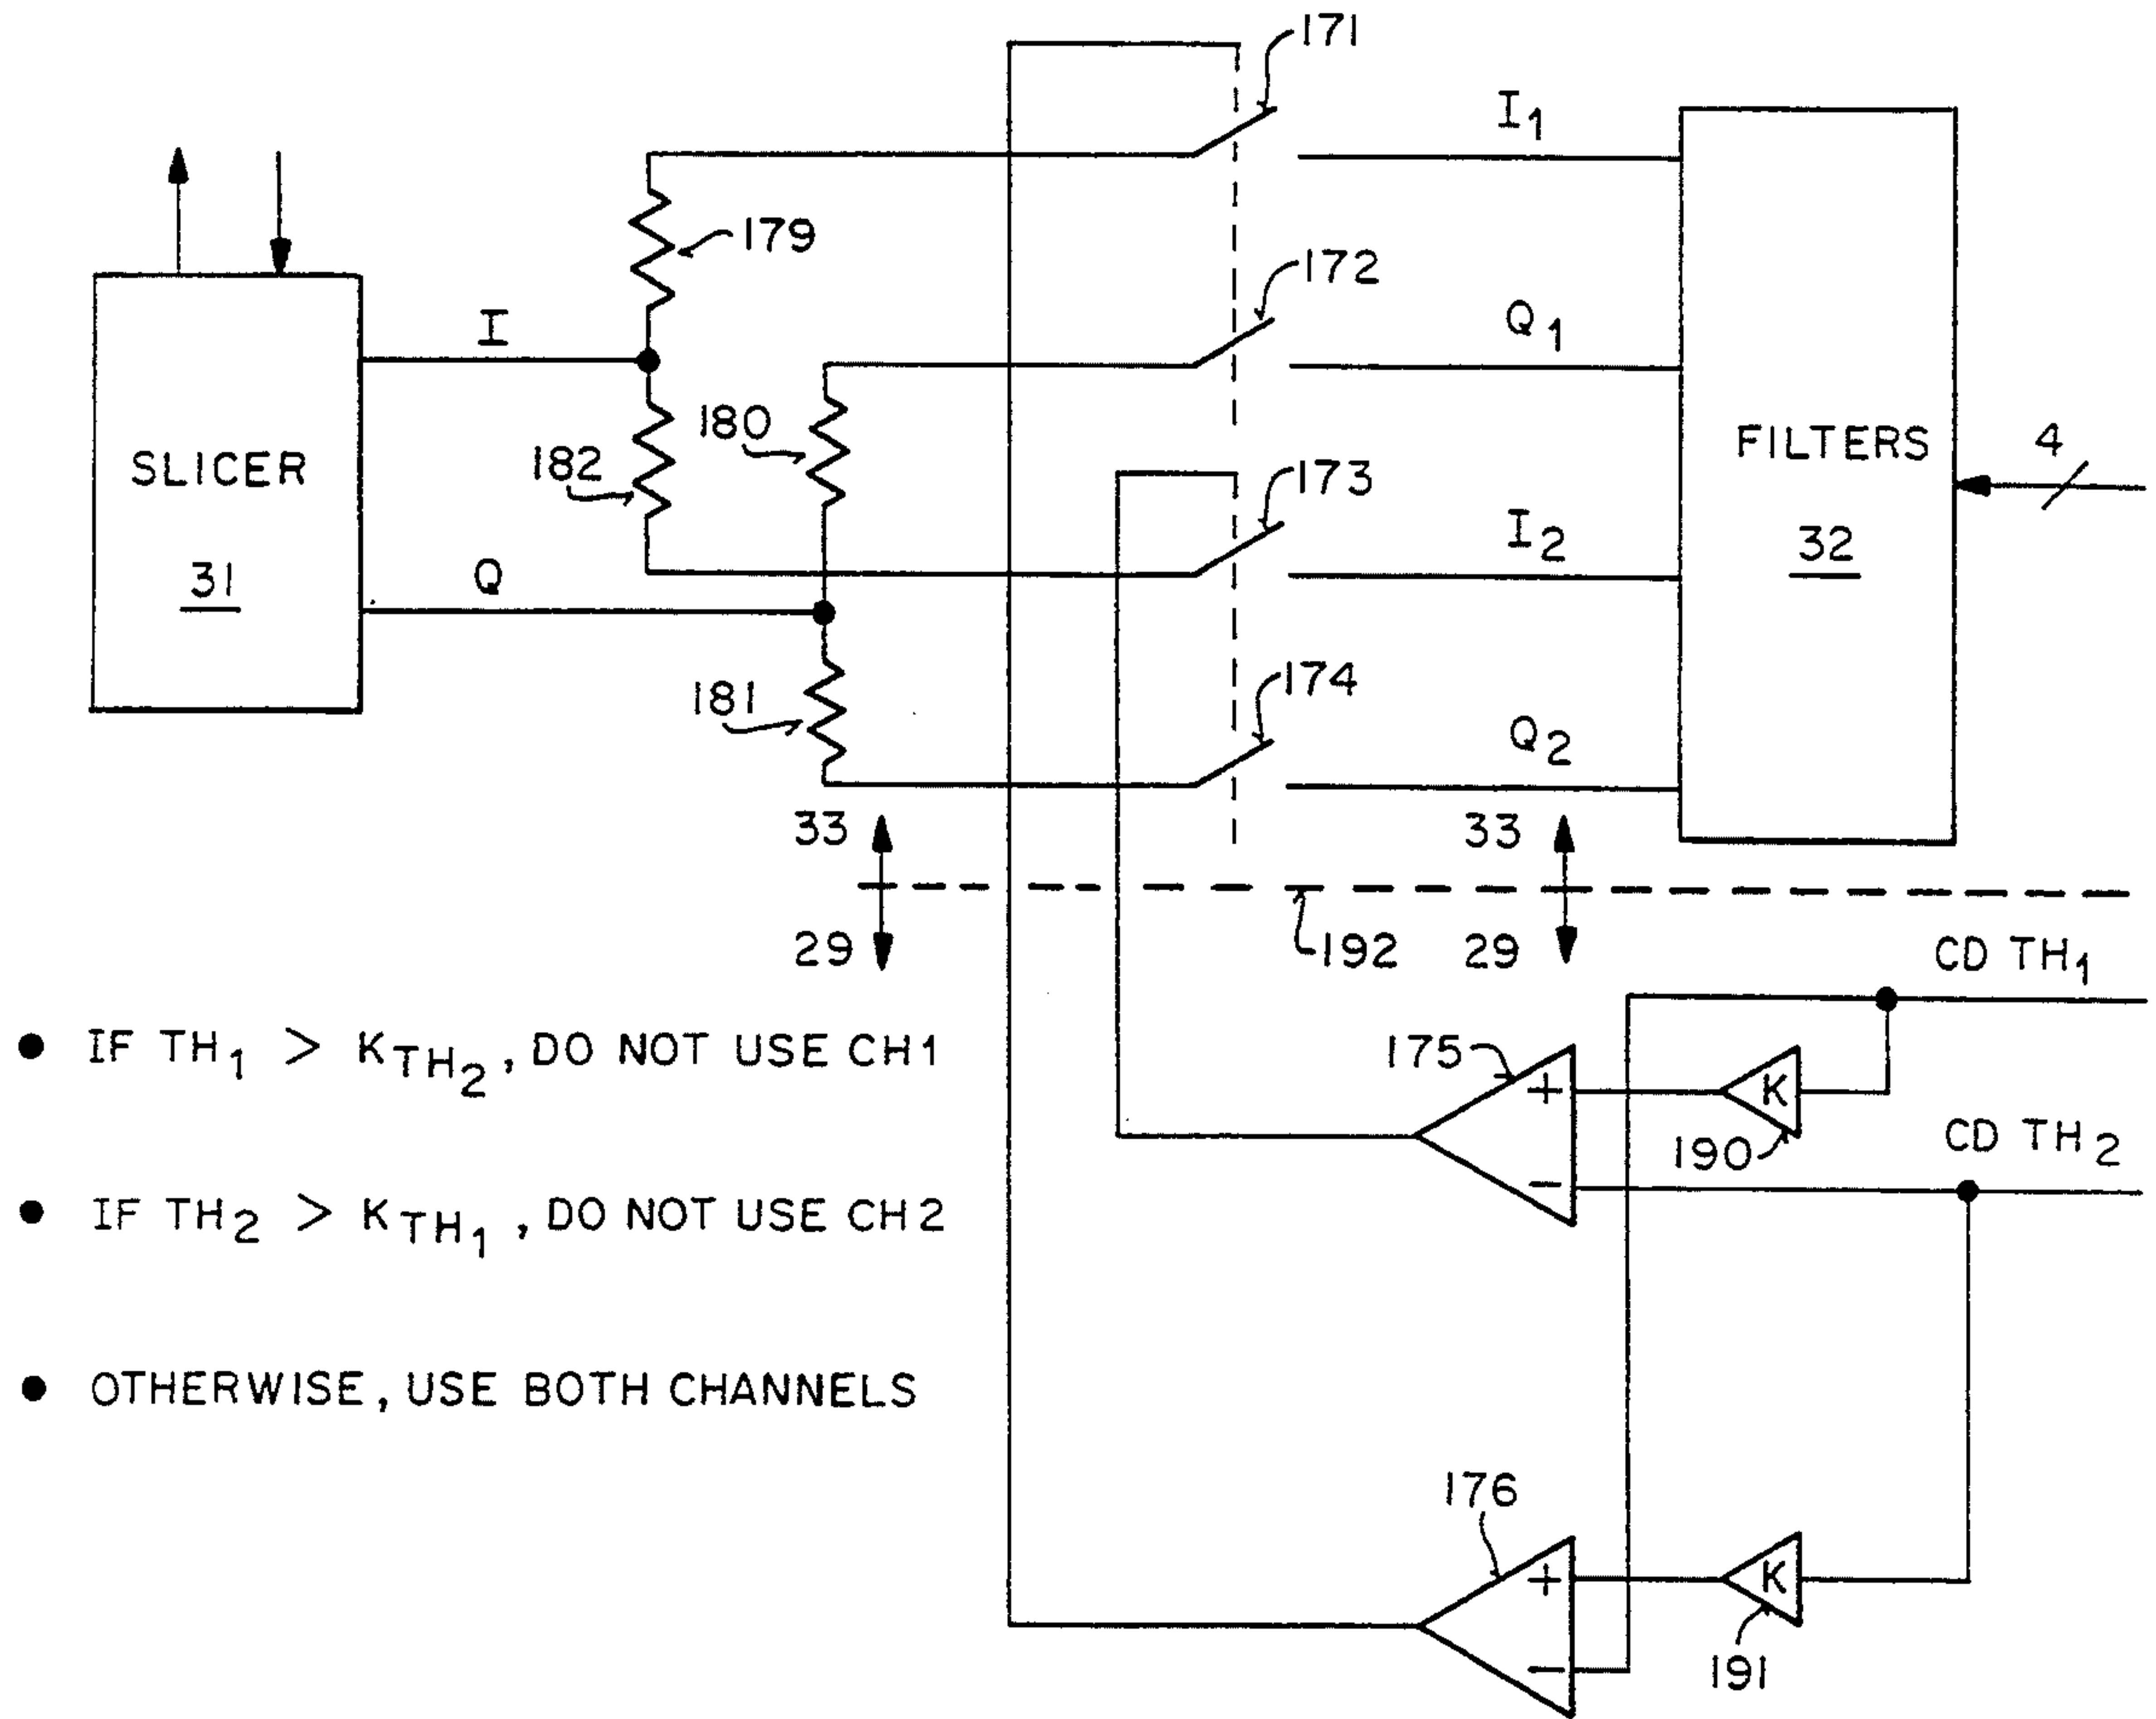 171
I1
179
172
I
Q1
180
182
SLICER
31
173
FILTERS
32
4
I2
Q
181
174
Q2
33
33
29
192
29
CD TH1
• IF TH1 > KTH2, DO NOT USE CH1
175
+
K
190
CD TH2
−
• IF TH2 > KTH1, DO NOT USE CH2
• OTHERWISE, USE BOTH CHANNELS
176
+
K
191
−